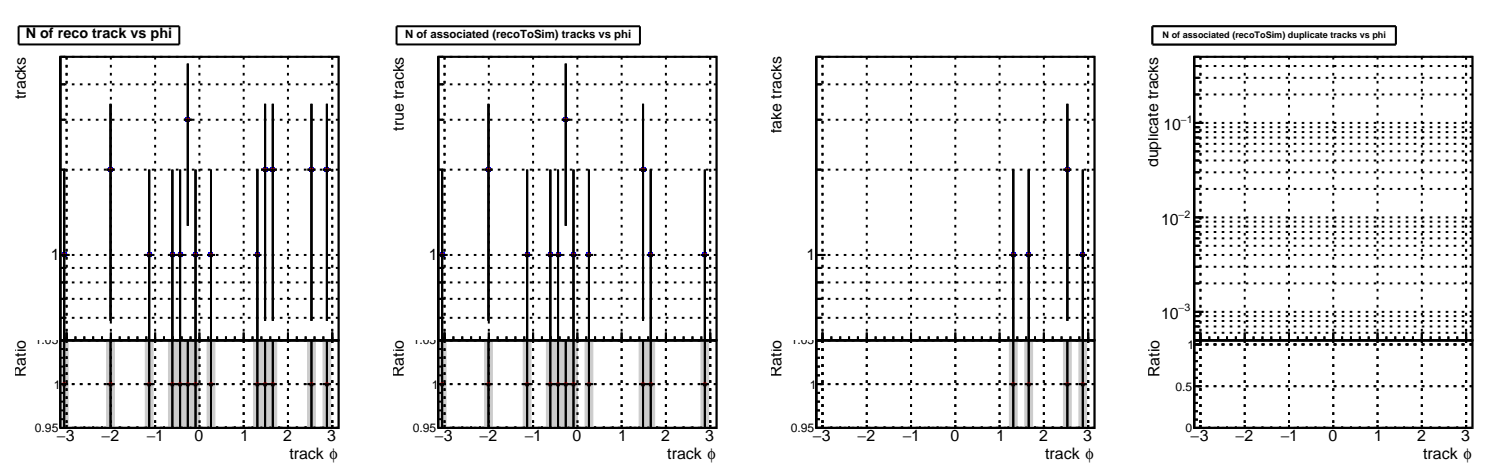 N of reco track vs phi
tracks
1
Ratio
1.05
1
0.95
−3 −2 −1 0 1 2 3
track ϕ
N of associated (recoToSim) tracks vs phi
true tracks
1
Ratio
1.05
1
0.95
−3 −2 −1 0 1 2 3
track ϕ
fake tracks
1
Ratio
1.05
1
0.95
−3 −2 −1 0 1 2 3
track ϕ
N of associated (recoToSim) duplicate tracks vs phi
duplicate tracks
10−1
10−2
10−3
Ratio
1
0.5
0
−3 −2 −1 0 1 2 3
track ϕ